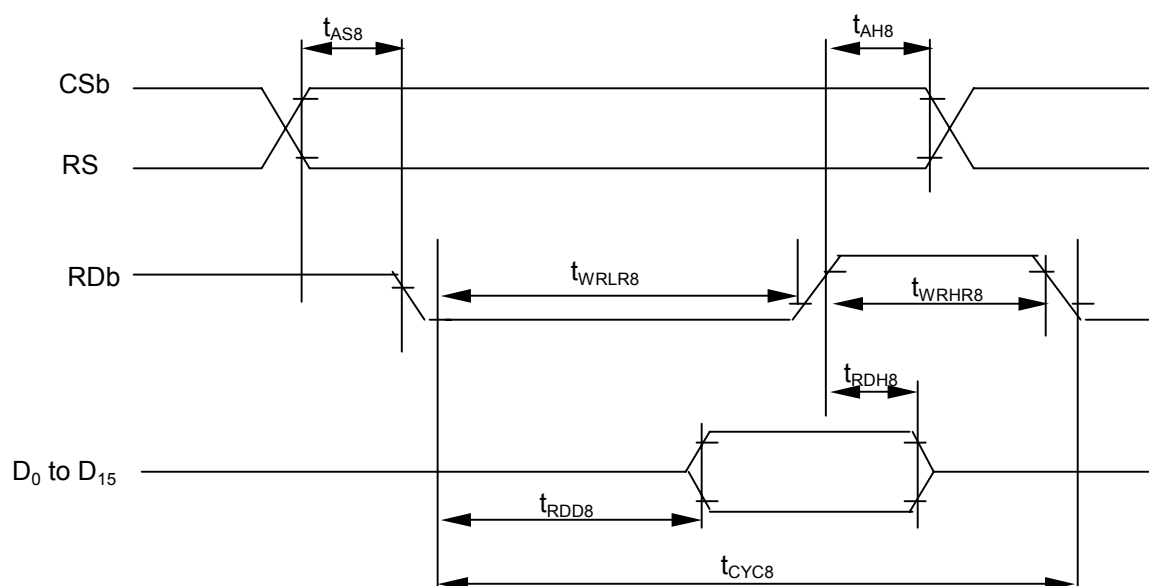 tAS8
tAH8
CSb
RS
RDb
tWRLR8
tWRHR8
tRDH8
D0 to D15
tRDD8
tCYC8